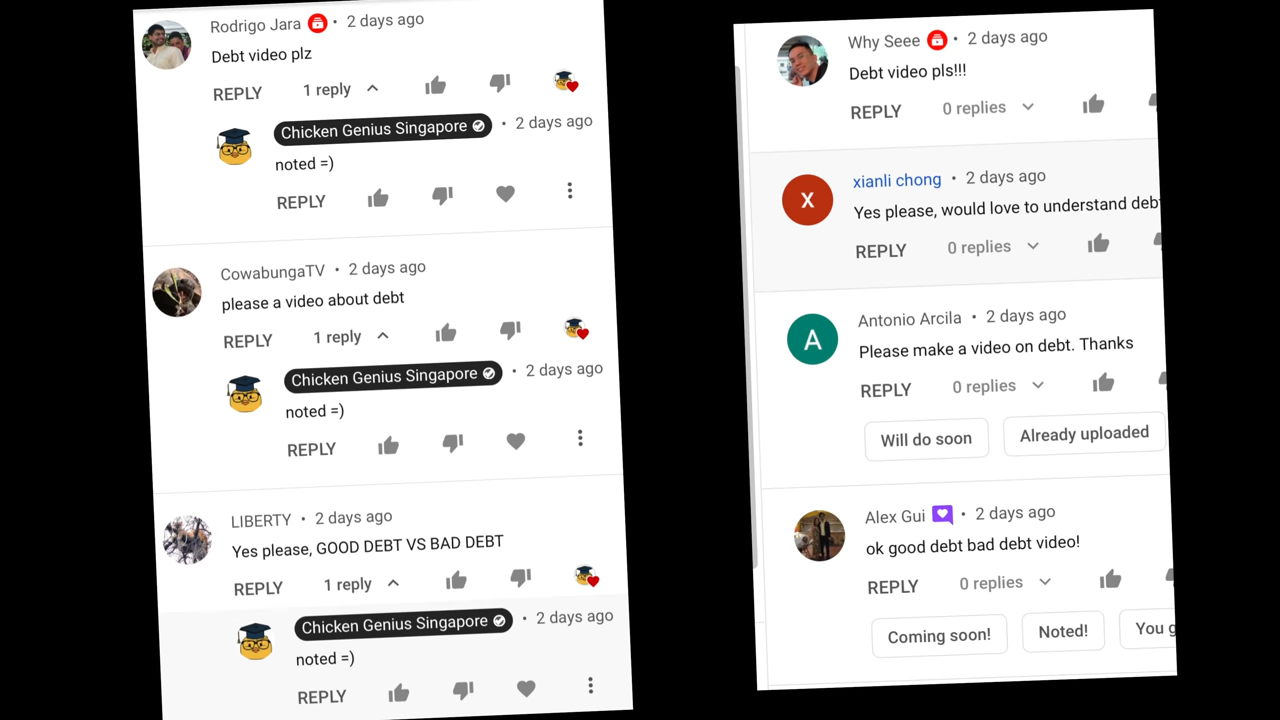 Rodrigo Jara • 2 days ago
Debt video plz
REPLY 1 reply
Chicken Genius Singapore • 2 days ago
noted =)
REPLY
CowabungaTV • 2 days ago
please a video about debt
REPLY 1 reply
Chicken Genius Singapore • 2 days ago
noted =)
REPLY
LIBERTY • 2 days ago
Yes please, GOOD DEBT VS BAD DEBT
REPLY 1 reply
Chicken Genius Singapore • 2 days ago
noted =)
REPLY
Why Seee • 2 days ago
Debt video pls!!!
REPLY 0 replies
X
xianli chong • 2 days ago
Yes please, would love to understand deb
REPLY 0 replies
A
Antonio Arcila • 2 days ago
Please make a video on debt. Thanks
REPLY 0 replies
Will do soon Already uploaded
Alex Gui • 2 days ago
ok good debt bad debt video!
REPLY 0 replies
Coming soon! Noted! You g